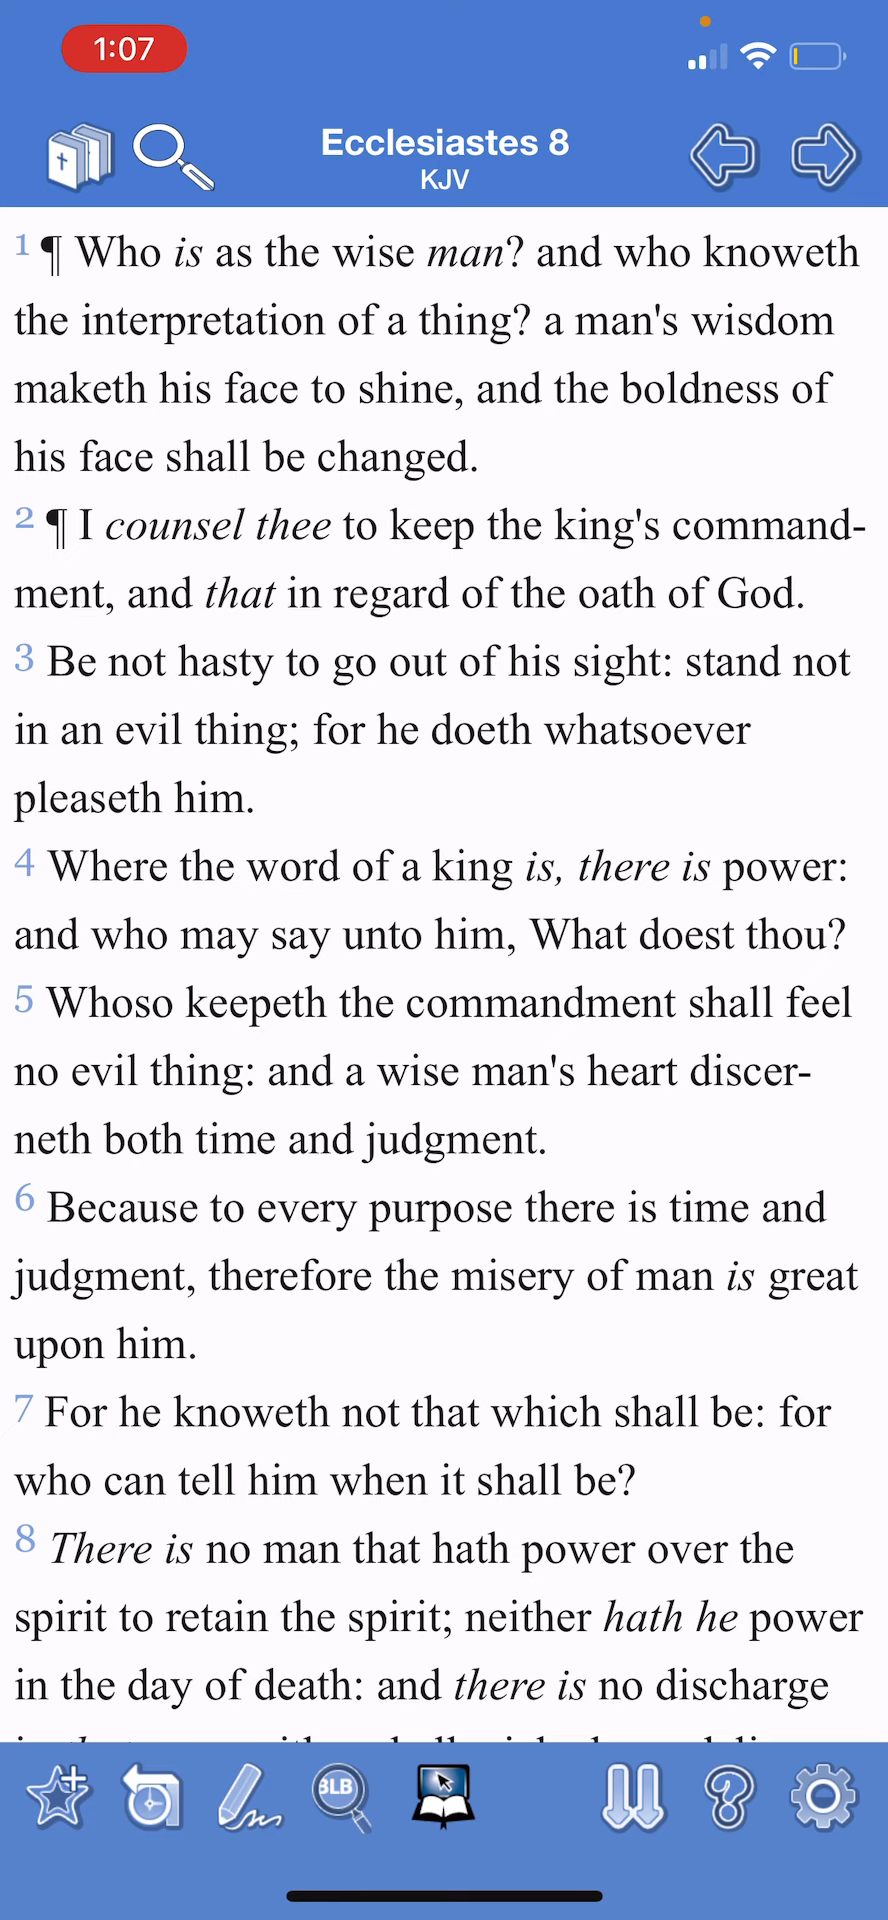 1:07
Ecclesiastes 8
KJV
1 ¶ Who is as the wise man? and who knoweth
the interpretation of a thing? a man's wisdom
maketh his face to shine, and the boldness of
his face shall be changed.
2 ¶ I counsel thee to keep the king's command-
ment, and that in regard of the oath of God.
3 Be not hasty to go out of his sight: stand not
in an evil thing; for he doeth whatsoever
pleaseth him.
4 Where the word of a king is, there is power:
and who may say unto him, What doest thou?
5 Whoso keepeth the commandment shall feel
no evil thing: and a wise man's heart discer-
neth both time and judgment.
6 Because to every purpose there is time and
judgment, therefore the misery of man is great
upon him.
7 For he knoweth not that which shall be: for
who can tell him when it shall be?
8 There is no man that hath power over the
spirit to retain the spirit; neither hath he power
in the day of death: and there is no discharge
BLB